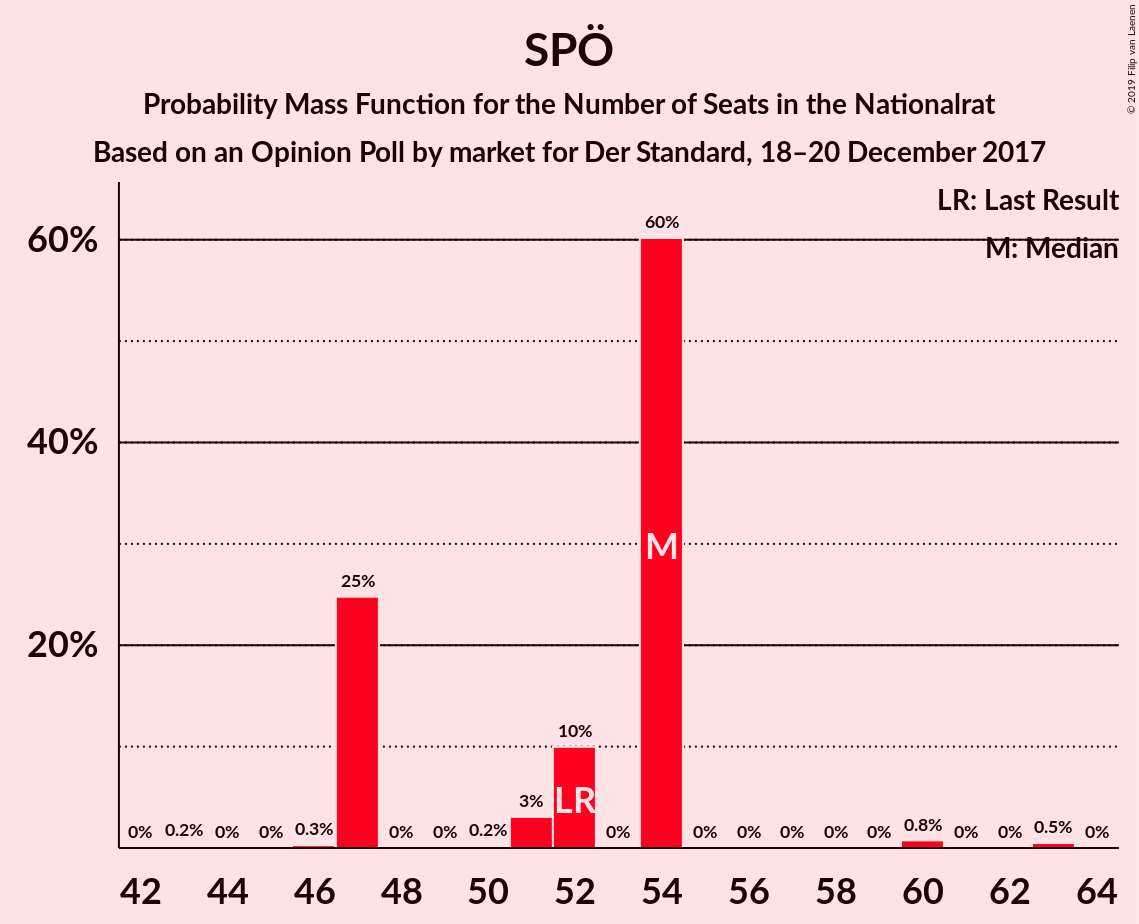 SPÖ
Probability Mass Function for the Number of Seats in the Nationalrat
Based on an Opinion Poll by market for Der Standard, 18–20 December 2017
© 2019 Filip van Laenen
LR: Last Result
M: Median
60%
40%
20%
0% 0.2% 0% 0% 0.3% 25% 0% 0% 0.2% 3% 10% 0% 60% 0% 0% 0% 0% 0% 0.8% 0% 0% 0.5% 0%
LR
M
42 44 46 48 50 52 54 56 58 60 62 64